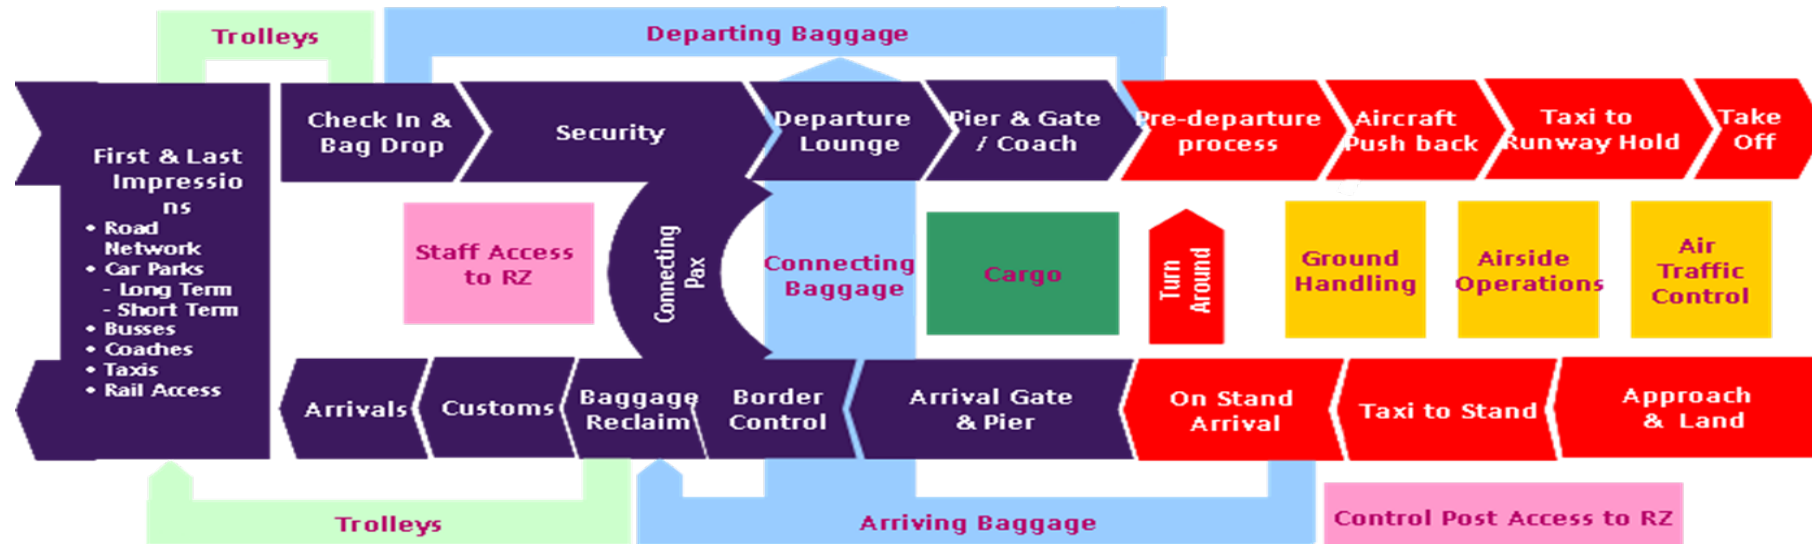 Trolleys
Departing Baggage
First & Last
Impressio
ns
• Road
Network
• Car Parks
- Long Term
- Short Term
• Busses
• Coaches
• Taxis
• Rail Access
Check In &
Bag Drop
Security
Departure
Lounge
Pier & Gate
/ Coach
Pre-departure
process
Aircraft
Push back
Taxi to
Runway Hold
Take
Off
Staff Access
to RZ
Connecting
Pax
Connecting
Baggage
Cargo
Turn
Around
Ground
Handling
Airside
Operations
Air
Traffic
Control
Arrivals
Customs
Baggage
Reclaim
Border
Control
Arrival Gate
& Pier
On Stand
Arrival
Taxi to Stand
Approach
& Land
Trolleys
Arriving Baggage
Control Post Access to RZ